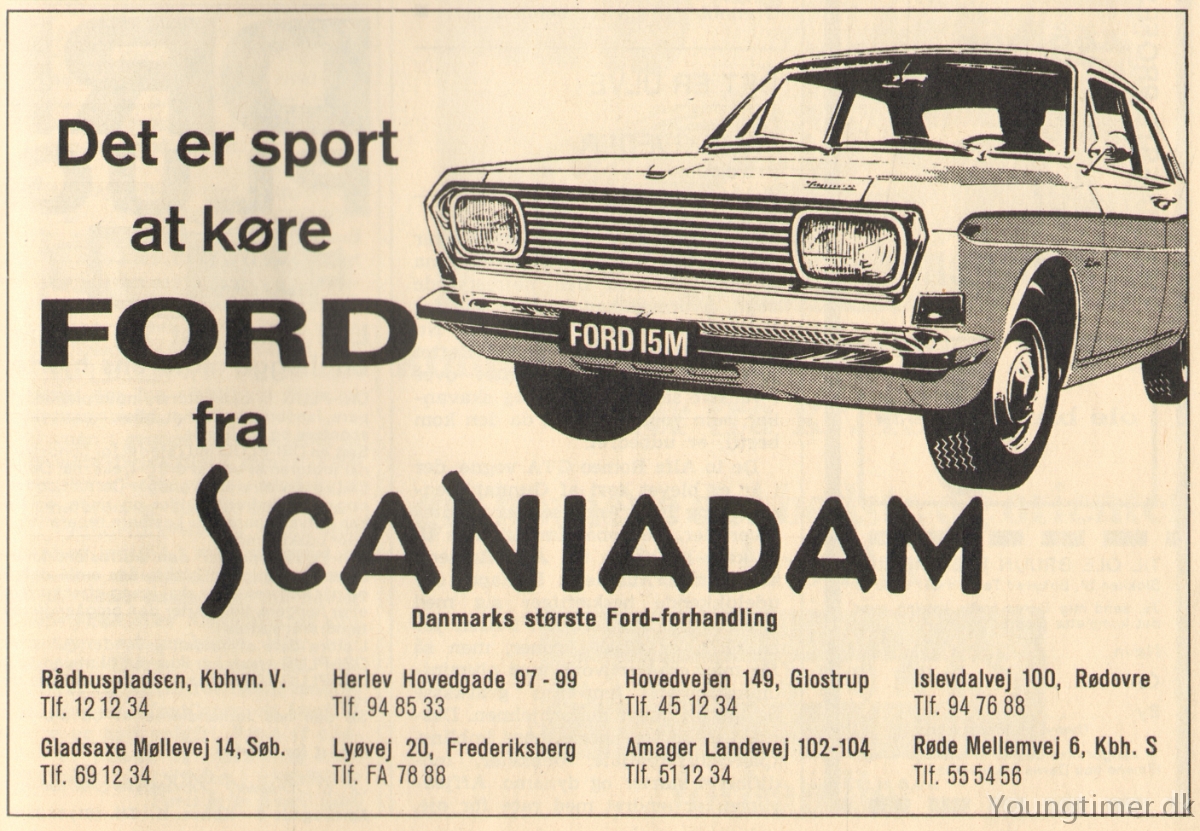 Det er sport
at køre
FORD
fra
SCANIADAM
Danmarks største Ford-forhandling
FORD 15M
Rådhuspladsen, Kbhvn. V.
Tlf. 12 12 34
Herlev Hovedgade 97 - 99
Tlf. 94 85 33
Hovedvejen 149, Glostrup
Tlf. 45 12 34
Islevdalvej 100, Rødovre
Tlf. 94 76 88
Gladsaxe Møllevej 14, Søb.
Tlf. 69 12 34
Lyøvej 20, Frederiksberg
Tlf. FA 78 88
Amager Landevej 102-104
Tlf. 51 12 34
Røde Mellemvej 6, Kbh. S
Tlf. 55 54 56
Youngtimer.dk